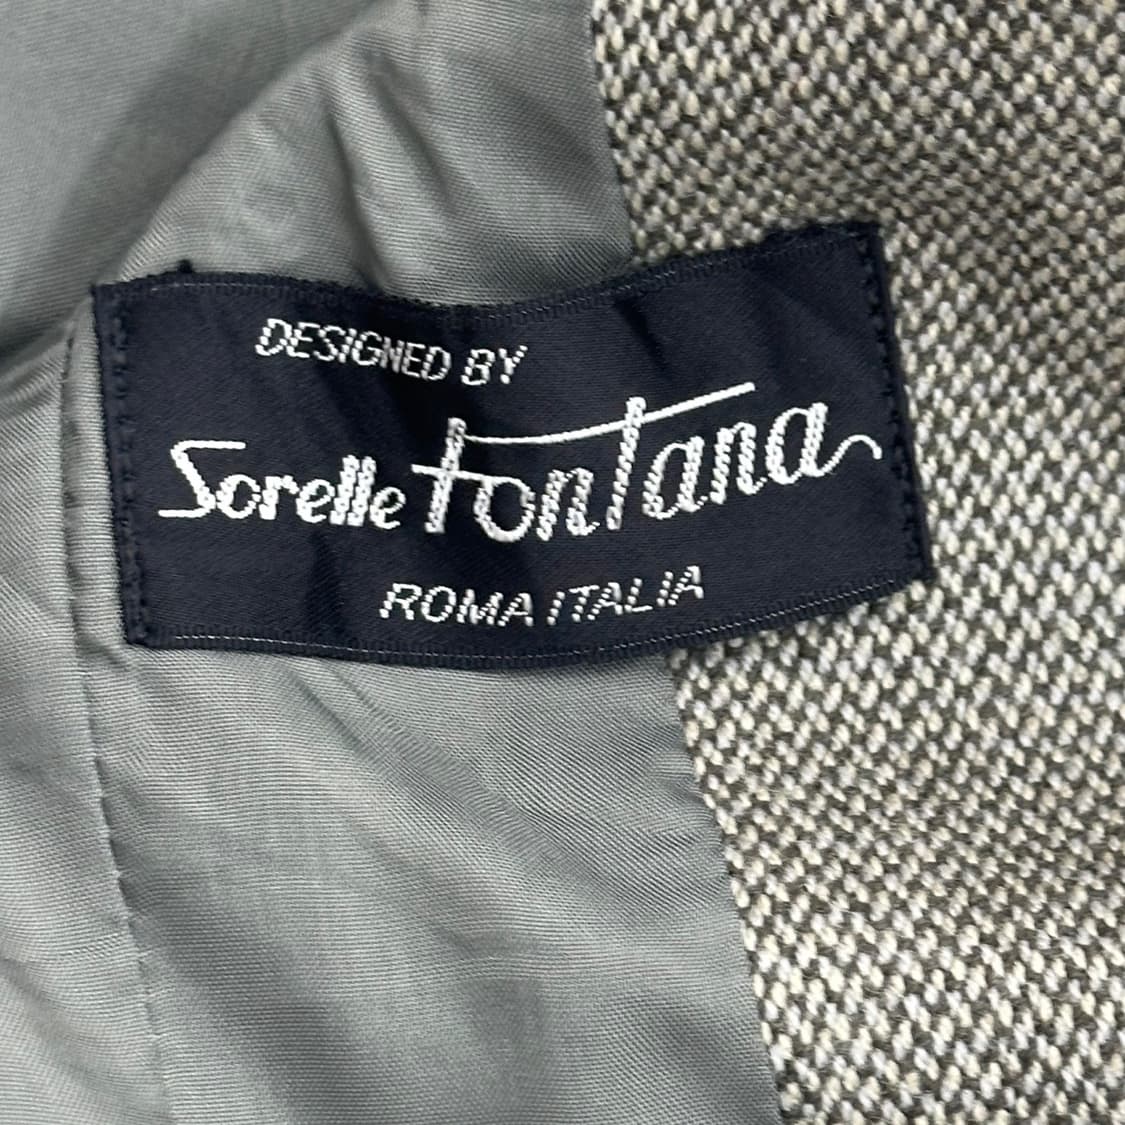 DESIGNED BY
Sorelle Fontana
ROMA ITALIA